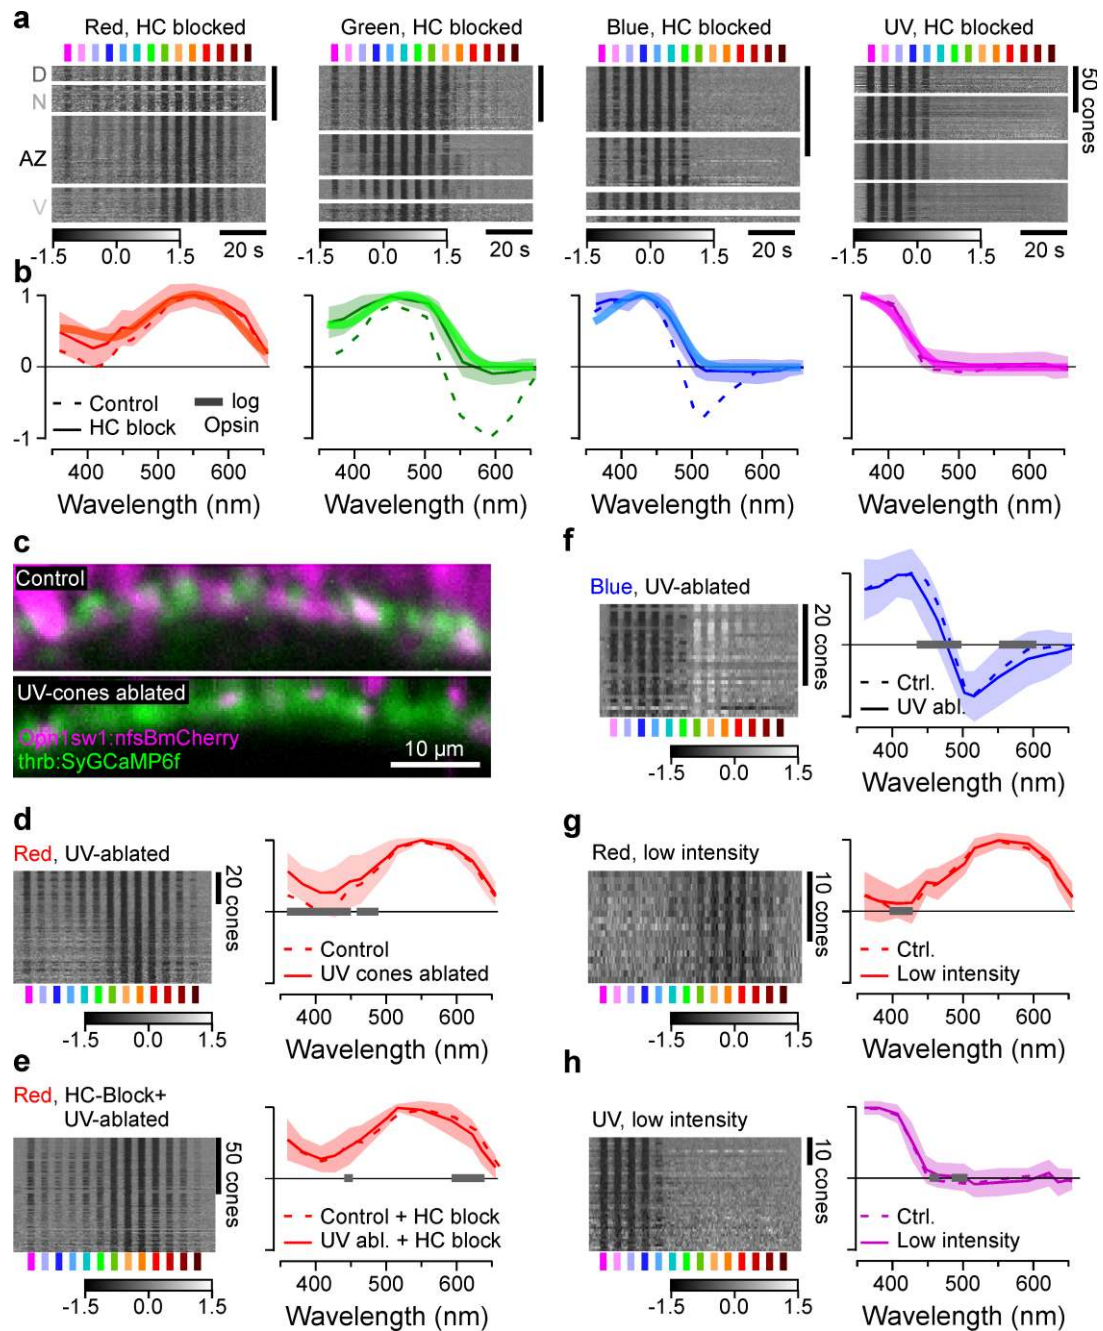 a
Red, HC blocked
Green, HC blocked
Blue, HC blocked
UV, HC blocked
D
N
AZ
V
50 cones
-1.5 0.0 1.5 20 s
-1.5 0.0 1.5 20 s
-1.5 0.0 1.5 20 s
-1.5 0.0 1.5 20 s
b
1
0
-1
Control
HC block
log
Opsin
400 500 600
400 500 600
400 500 600
400 500 600
Wavelength (nm)
Wavelength (nm)
Wavelength (nm)
Wavelength (nm)
c
Control
UV-cones ablated
Opn1sw1:nfsBmCherry
thrb:SyGCaMP6f
10 µm
f
Blue, UV-ablated
20 cones
-1.5 0.0 1.5
Ctrl.
UV abl.
400 500 600
Wavelength (nm)
d
Red, UV-ablated
20 cones
-1.5 0.0 1.5
Control
UV cones ablated
400 500 600
Wavelength (nm)
g
Red, low intensity
10 cones
-1.5 0.0 1.5
Ctrl.
Low intensity
400 500 600
Wavelength (nm)
e
Red, HC-Block+
UV-ablated
50 cones
-1.5 0.0 1.5
Control + HC block
UV abl. + HC block
400 500 600
Wavelength (nm)
h
UV, low intensity
10 cones
-1.5 0.0 1.5
Ctrl.
Low intensity
400 500 600
Wavelength (nm)